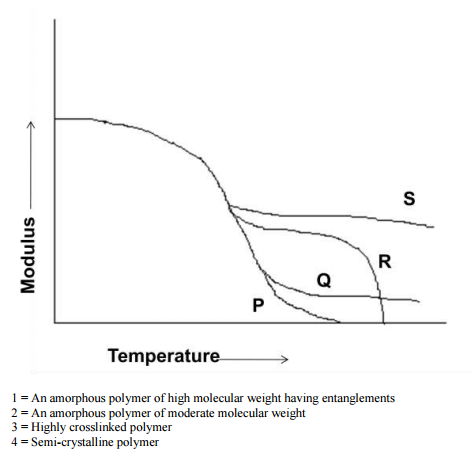 S
R
Q
P
Modulus
Temperature
1 = An amorphous polymer of high molecular weight having entanglements
2 = An amorphous polymer of moderate molecular weight
3 = Highly crosslinked polymer
4 = Semi-crystalline polymer